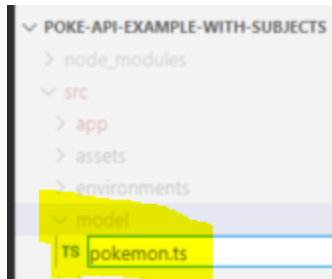 POKE-API-EXAMPLE-WITH-SUBJECTS
node_modules
src
app
assets
environments
model
TS pokemon.ts